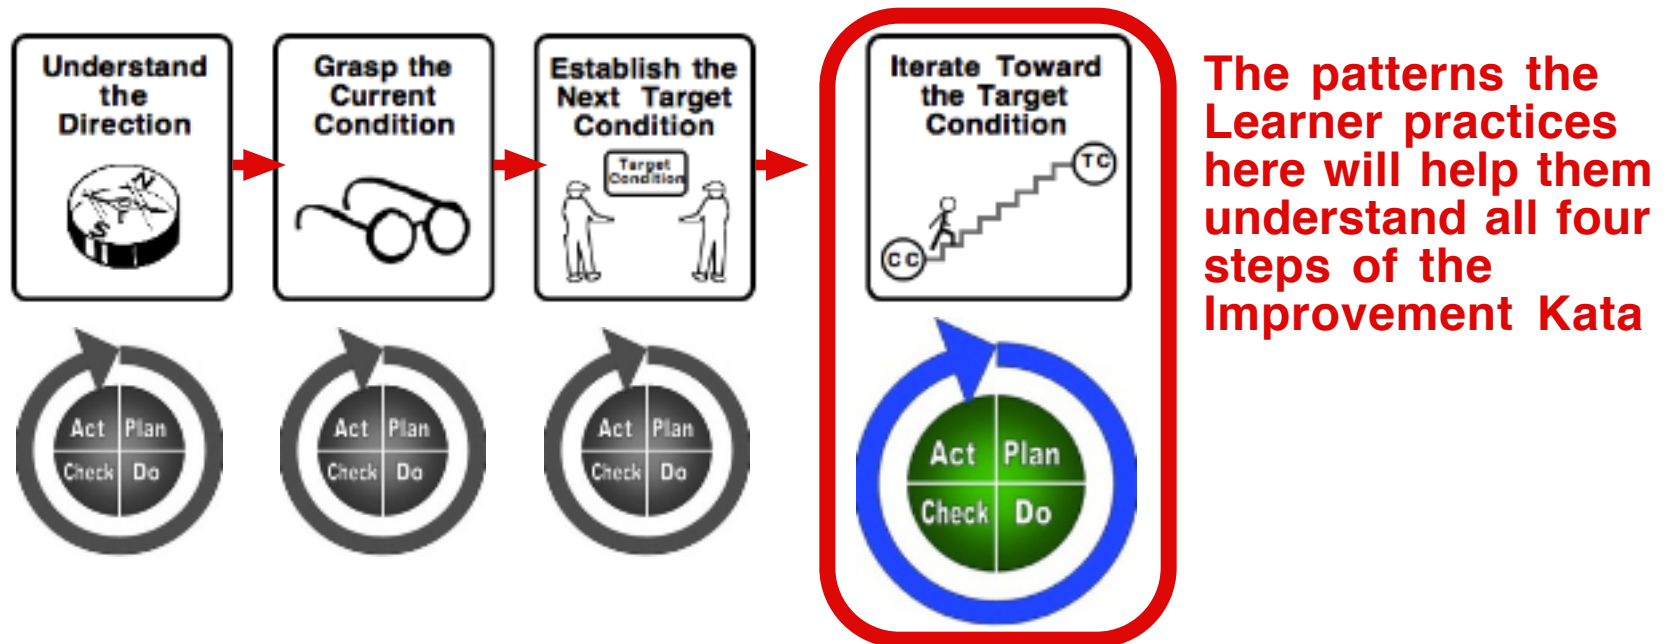 Understand
the
Direction
N
S
Grasp the
Current
Condition
Establish the
Next Target
Condition
Target
Condition
Iterate Toward
the Target
Condition
TC
CC
The patterns the
Learner practices
here will help them
understand all four
steps of the
Improvement Kata
Act Plan
Check Do
Act Plan
Check Do
Act Plan
Check Do
Act Plan
Check Do